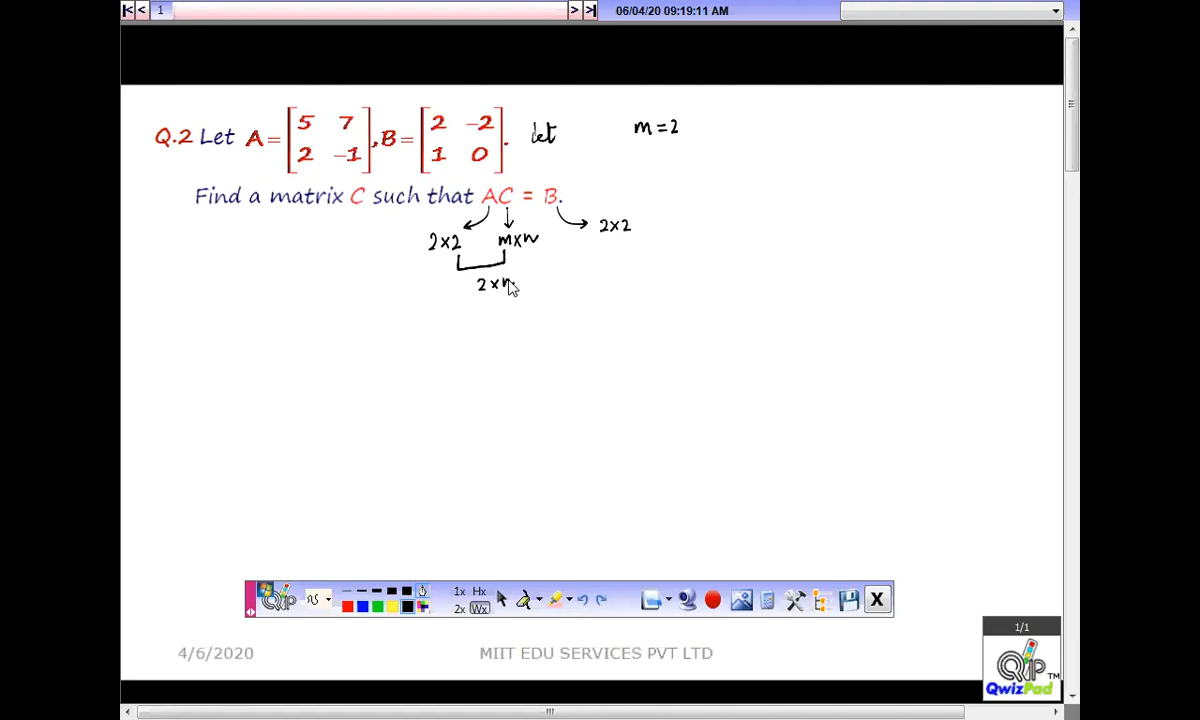 1
06/04/20 09:19:11 AM
Q.2 Let A = [5 7 2 -1], B = [2 -2 1 0]. Let m=2
Find a matrix C such that AC = B.
2×2 m×n 2×2
2×n
1x Hx
2x Wx
X
1/1
4/6/2020 MIIT EDU SERVICES PVT LTD
Qip TM
QwizPad